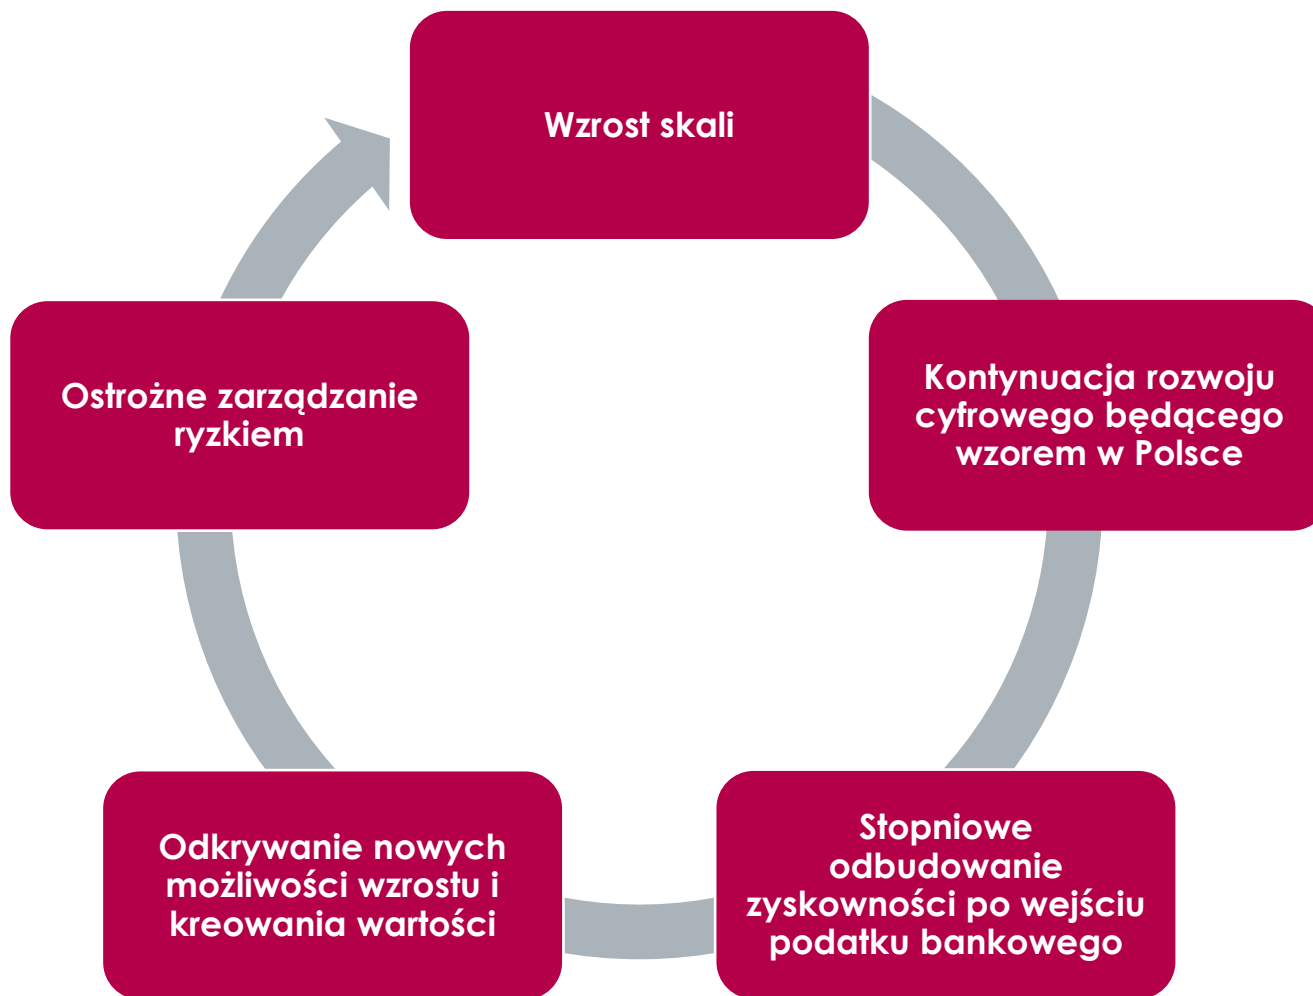 Wzrost skali
Kontynuacja rozwoju
cyfrowego będącego
wzorem w Polsce
Stopniowe
odbudowanie
zyskowności po wejściu
podatku bankowego
Odkrywanie nowych
możliwości wzrostu i
kreowania wartości
Ostrożne zarządzanie
ryzkiem